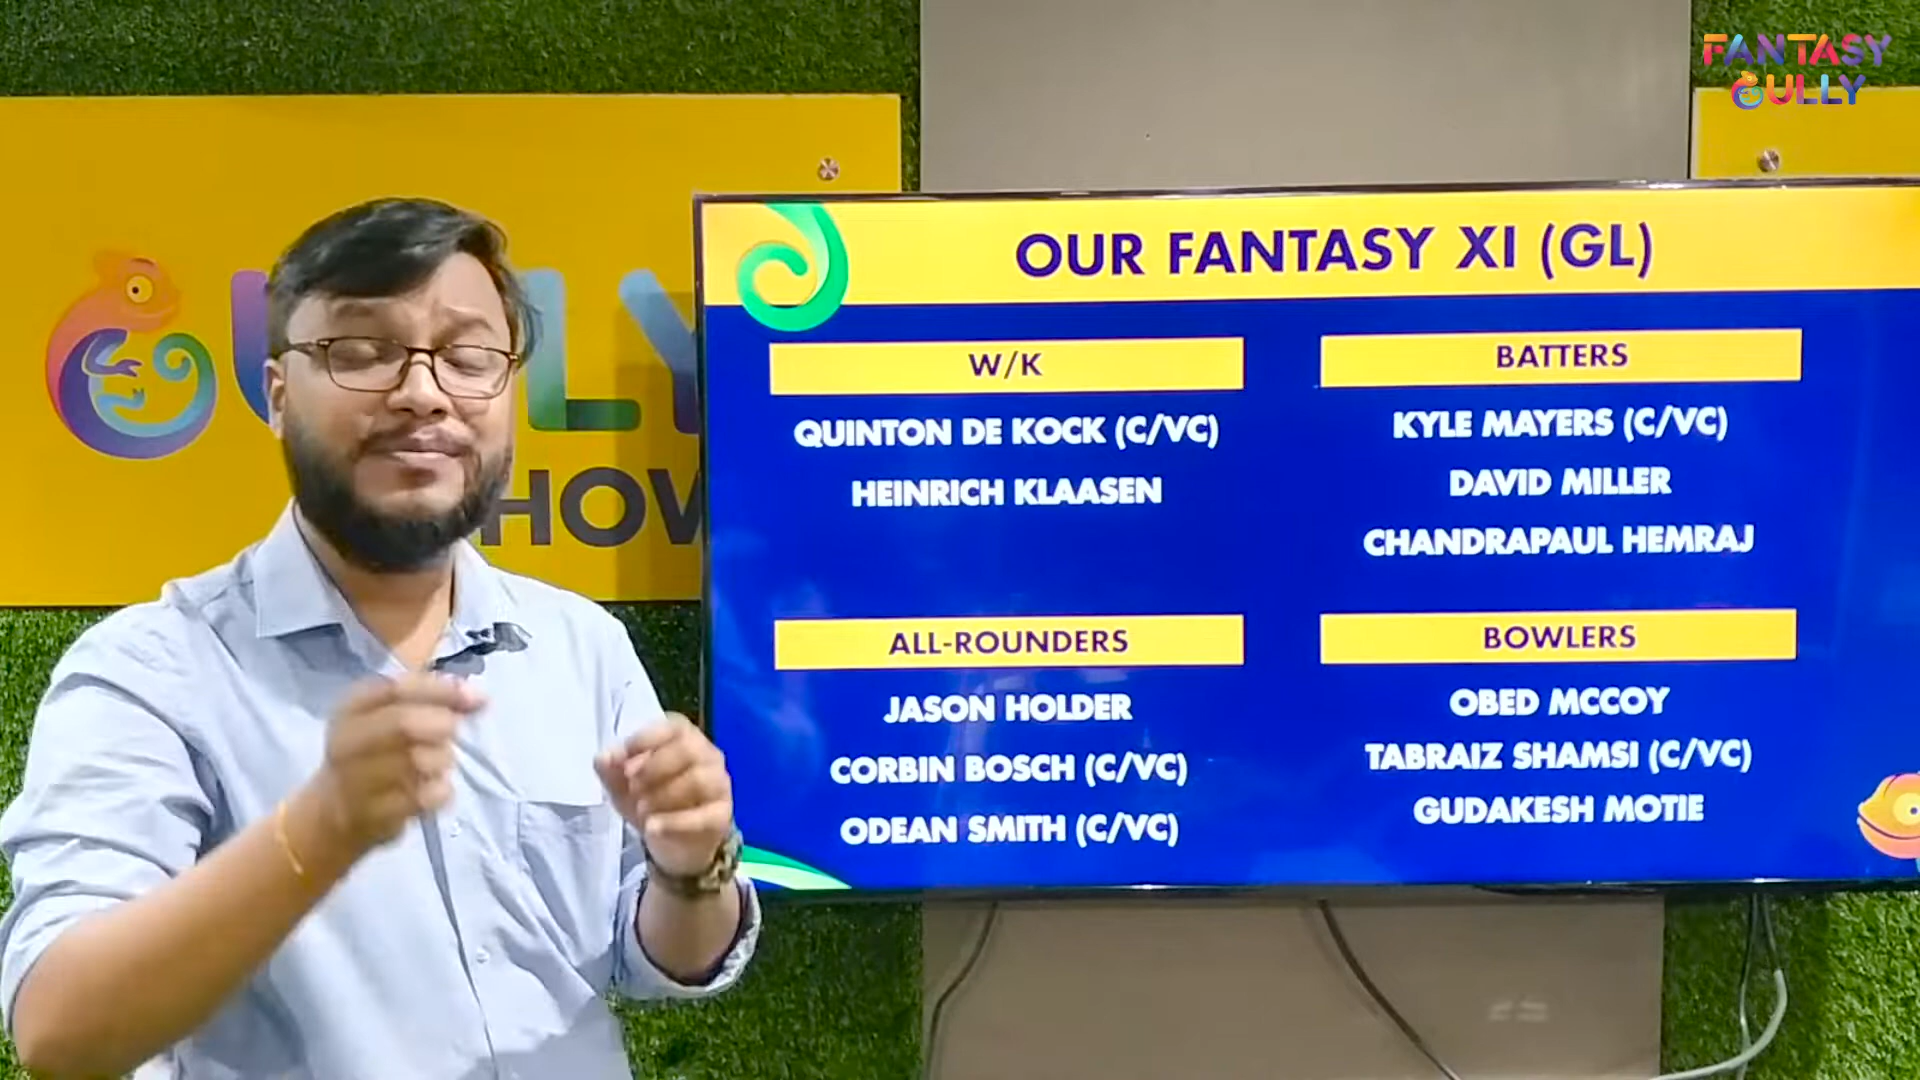 FANTASY
GULLY
OUR FANTASY XI (GL)
W/K
QUINTON DE KOCK (C/VC)
HEINRICH KLAASEN
BATTERS
KYLE MAYERS (C/VC)
DAVID MILLER
CHANDRAPAUL HEMRAJ
ALL-ROUNDERS
JASON HOLDER
CORBIN BOSCH (C/VC)
ODEAN SMITH (C/VC)
BOWLERS
OBED MCCOY
TABRAIZ SHAMSI (C/VC)
GUDAKESH MOTIE